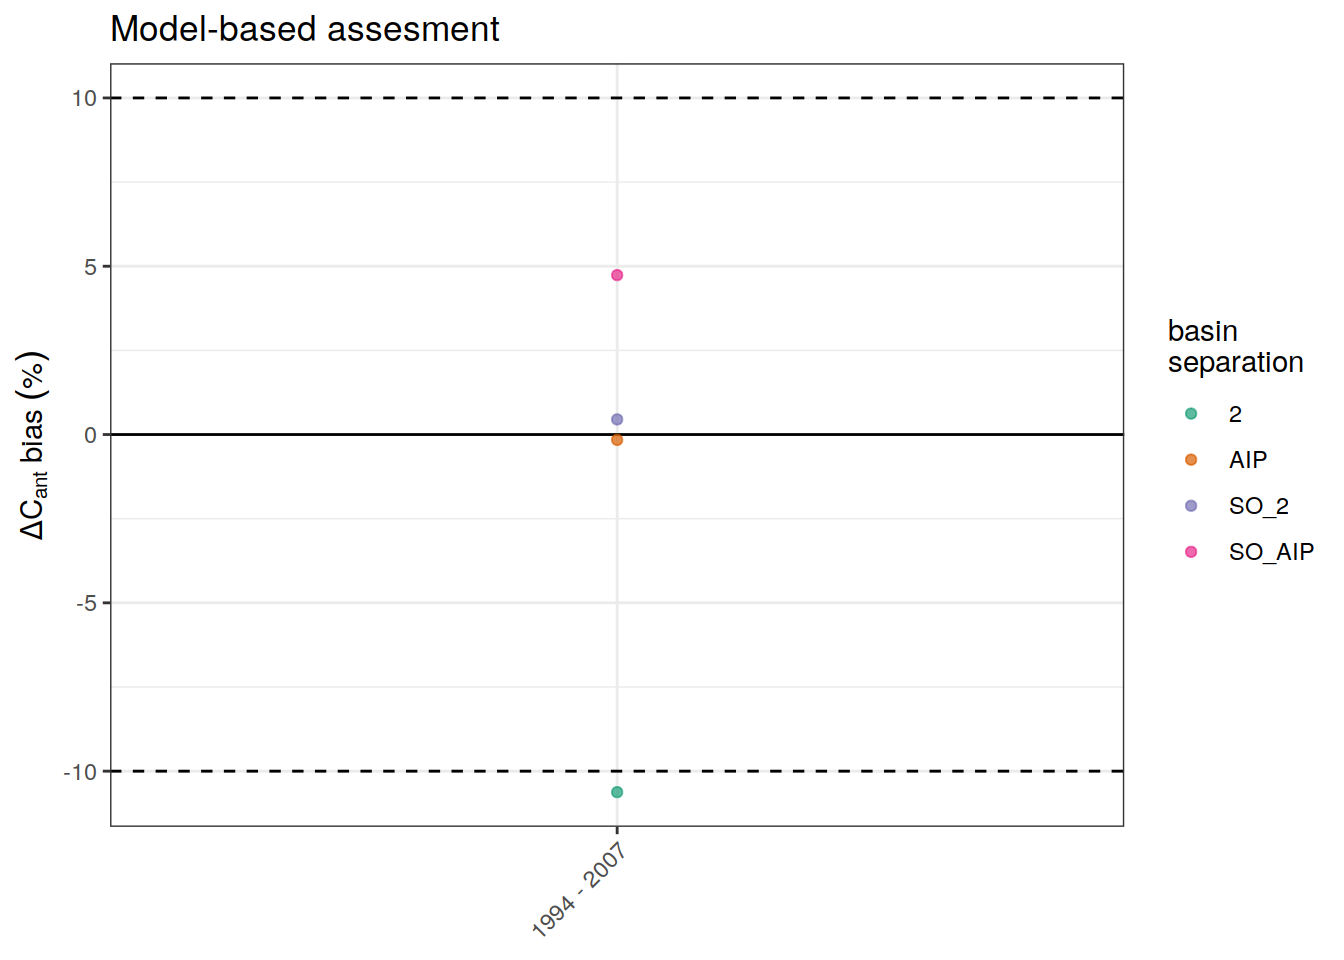 Model-based assesment
10
5
0
-5
-10
ΔCant bias (%)
1994 - 2007
basin
separation
2
AIP
SO_2
SO_AIP